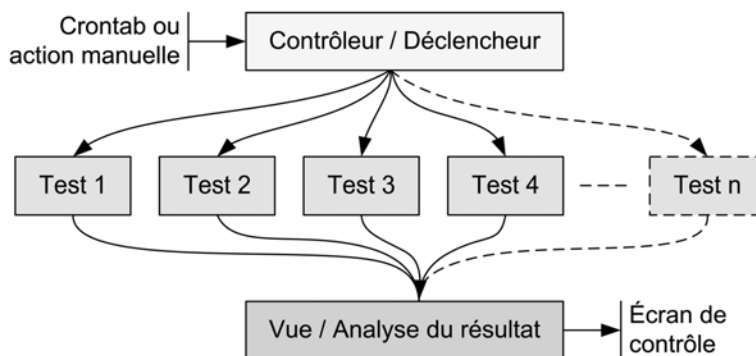 Crontab ou
action manuelle
Contrôleur / Déclencheur
Test 1
Test 2
Test 3
Test 4
Test n
Vue / Analyse du résultat
Écran de
contrôle